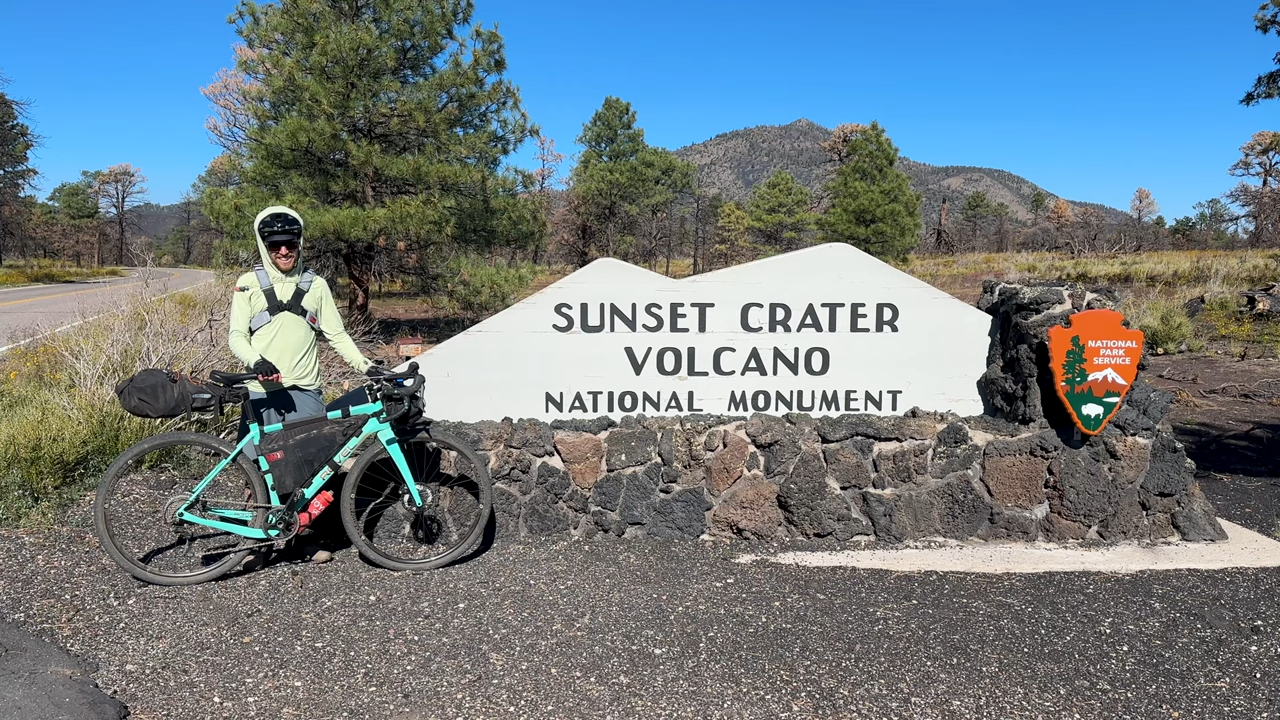 SUNSET CRATER
VOLCANO
NATIONAL MONUMENT
NATIONAL
PARK
SERVICE